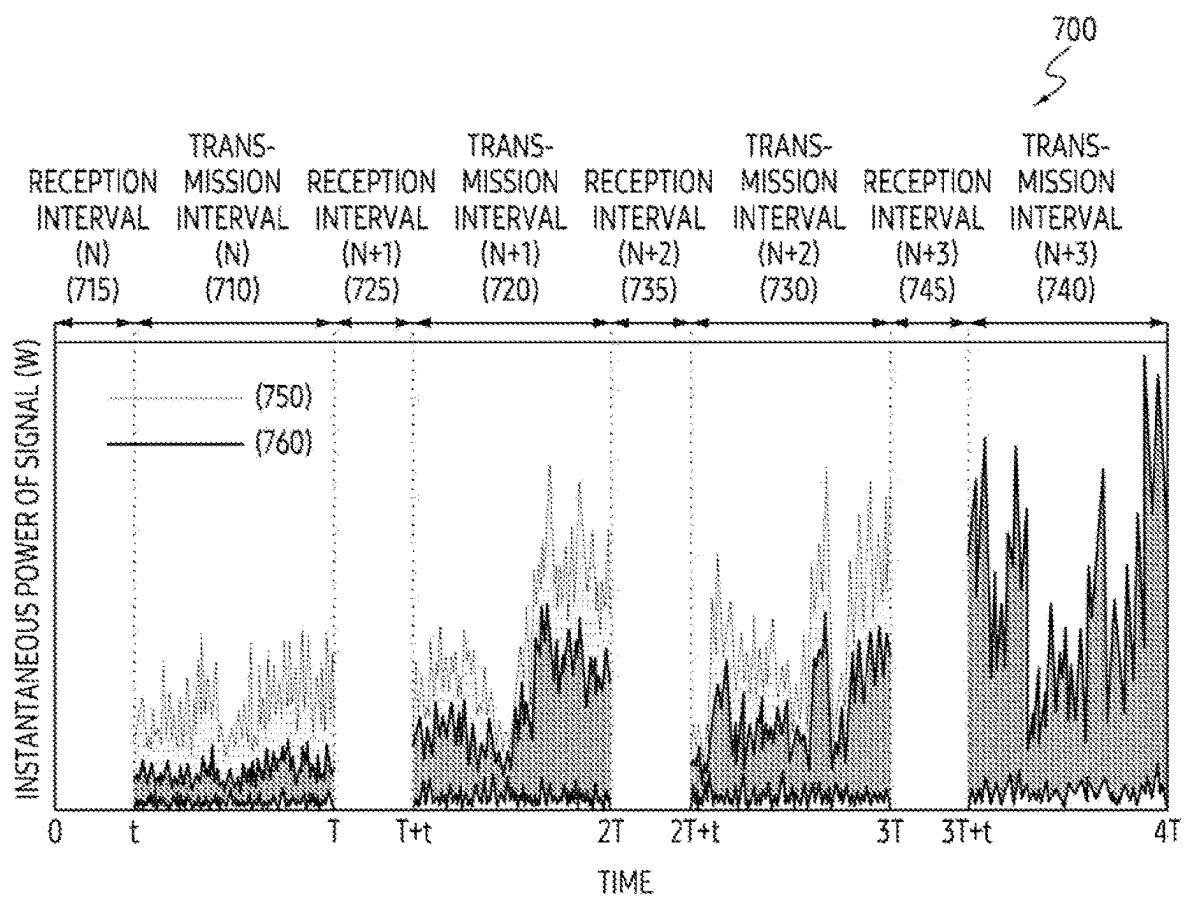 700
TRANS-
MISSION
INTERVAL
(N)
(710)
TRANS-
MISSION
INTERVAL
(N+1)
(720)
TRANS-
MISSION
INTERVAL
(N+2)
(730)
TRANS-
MISSION
INTERVAL
(N+3)
(740)
RECEPTION
INTERVAL
(N)
(715)
RECEPTION
INTERVAL
(N+1)
(725)
RECEPTION
INTERVAL
(N+2)
(735)
RECEPTION
INTERVAL
(N+3)
(745)
INSTANTANEOUS POWER OF SIGNAL (W)
(750)
(760)
0 t T T+t 2T 2T+t 3T 3T+t 4T
TIME